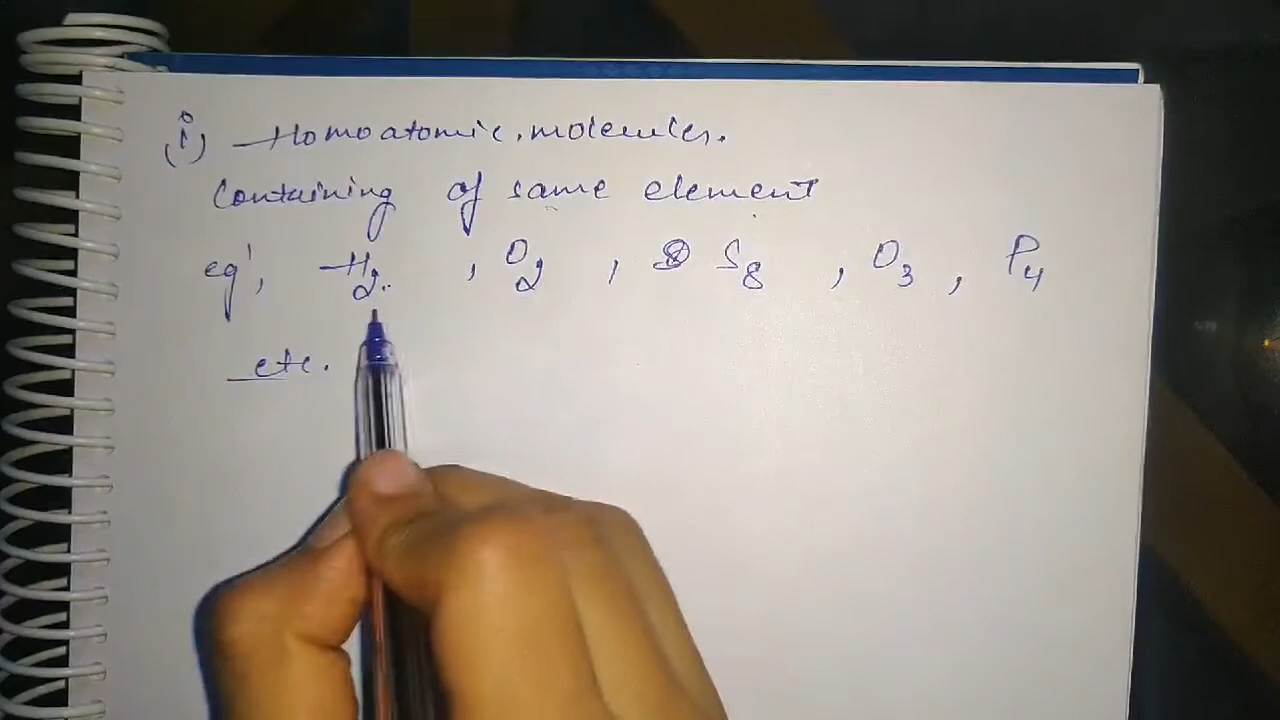 (i) Homoatomic molecules.
Containing of same element
eg', H2. , O2 , S8 , O3 , P4
etc.